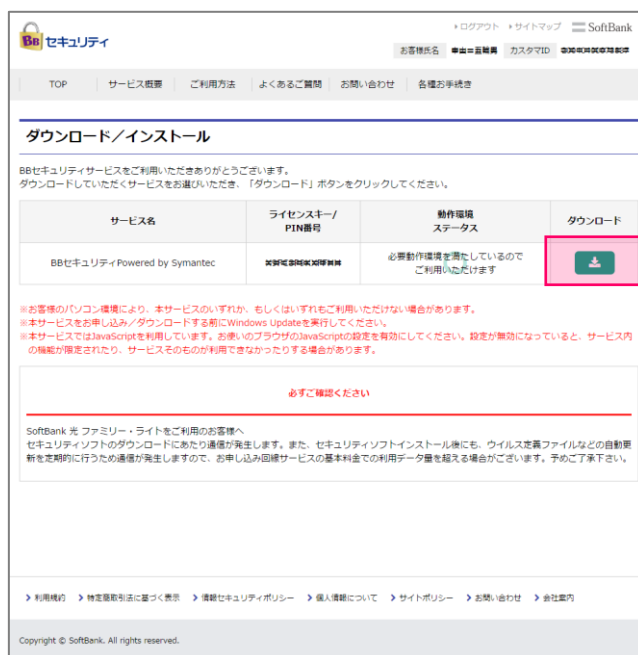 BB セキュリティ
ログアウト サイトマップ SoftBank
お客様氏名 カスタマID
TOP サービス概要 ご利用方法 よくあるご質問 お問い合わせ 各種お手続き
ダウンロード／インストール
BBセキュリティサービスをご利用いただきありがとうございます。
ダウンロードしていただくサービスをお選びいただき、「ダウンロード」ボタンをクリックしてください。
サービス名 ライセンスキー/ 動作環境 ダウンロード
PIN番号 ステータス
BBセキュリティPowered by Symantec 必要動作環境を満たしているので
ご利用いただけます
※お客様のパソコン環境により、本サービスのいずれか、もしくはいずれもご利用いただけない場合があります。
※本サービスをお申し込み／ダウンロードする前にWindows Updateを実行してください。
※本サービスではJavaScriptを利用しています。お使いのブラウザのJavaScriptの設定を有効にしてください。設定が無効になっていると、サービス内
の機能が限定されたり、サービスそのものが利用できなかったりする場合があります。
必ずご確認ください
SoftBank 光 ファミリー・ライトをご利用のお客様へ
セキュリティソフトのダウンロードにあたり通信が発生します。また、セキュリティソフトインストール後にも、ウイルス定義ファイルなどの自動更
新を定期的に行うため通信が発生しますので、お申し込み回線サービスの基本料金での利用データ量を超える場合がございます。予めご了承下さい。
利用規約 特定商取引法に基づく表示 情報セキュリティポリシー 個人情報について サイトポリシー お問い合わせ 会社案内
Copyright © SoftBank. All rights reserved.